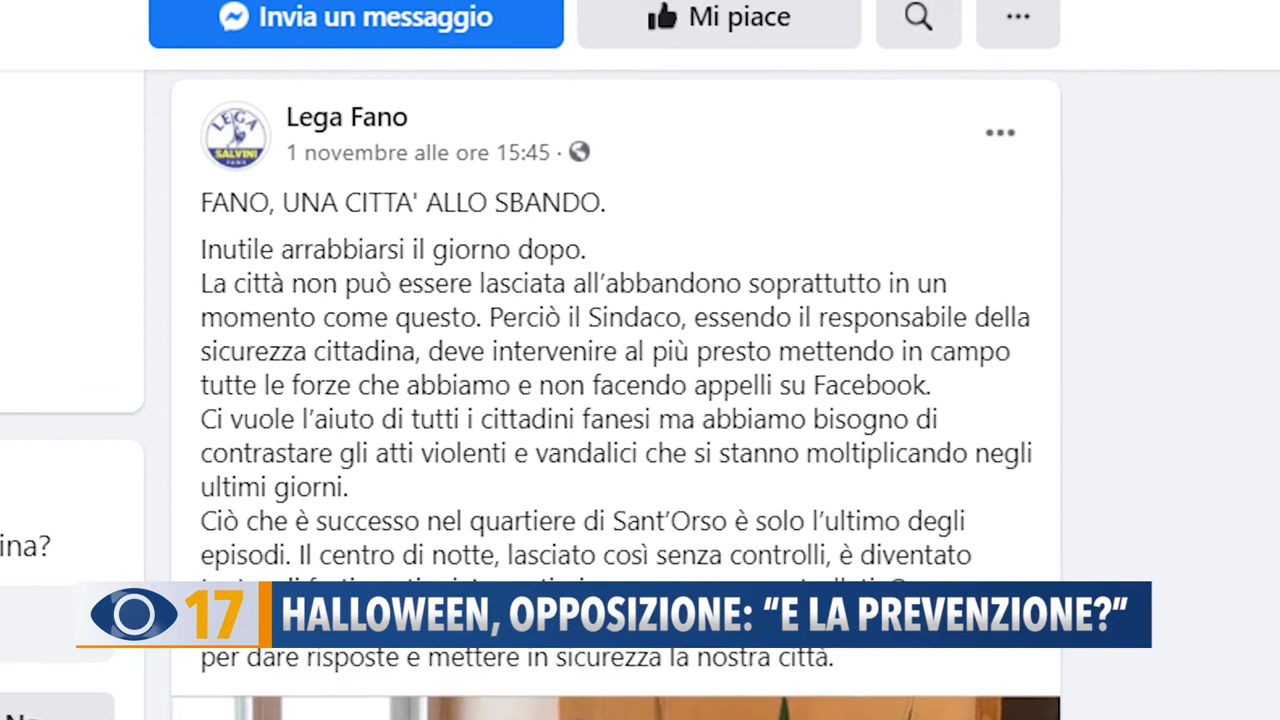 Invia un messaggio
Mi piace
Lega Fano
LEGA
SALVINI
FANO
1 novembre alle ore 15:45 ·
FANO, UNA CITTA' ALLO SBANDO.
Inutile arrabbiarsi il giorno dopo.
La città non può essere lasciata all'abbandono soprattutto in un
momento come questo. Perciò il Sindaco, essendo il responsabile della
sicurezza cittadina, deve intervenire al più presto mettendo in campo
tutte le forze che abbiamo e non facendo appelli su Facebook.
Ci vuole l'aiuto di tutti i cittadini fanesi ma abbiamo bisogno di
contrastare gli atti violenti e vandalici che si stanno moltiplicando negli
ultimi giorni.
Ciò che è successo nel quartiere di Sant'Orso è solo l'ultimo degli
ina?
episodi. Il centro di notte, lasciato così senza controlli, è diventato
17
HALLOWEEN, OPPOSIZIONE: “E LA PREVENZIONE?”
per dare risposte e mettere in sicurezza la nostra città.